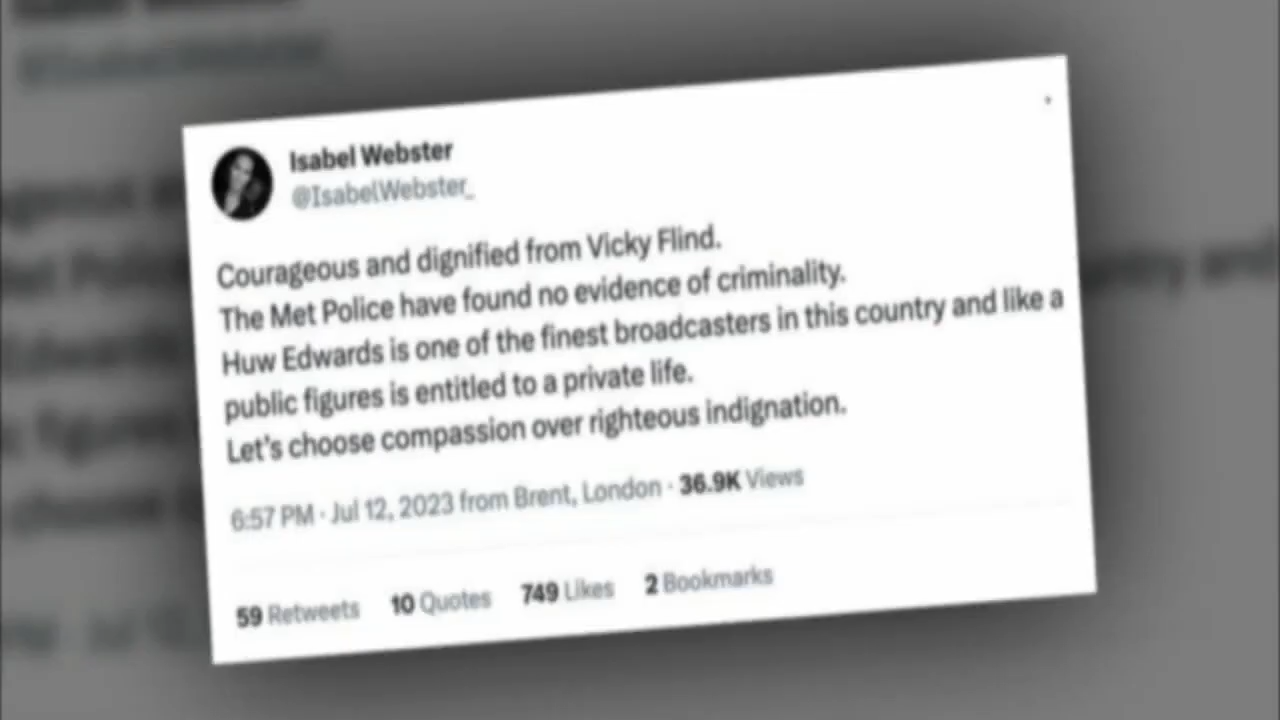 Isabel Webster
@IsabelWebster_
Courageous and dignified from Vicky Flind.
The Met Police have found no evidence of criminality.
Huw Edwards is one of the finest broadcasters in this country and like a
public figures is entitled to a private life.
Let's choose compassion over righteous indignation.
6:57 PM · Jul 12, 2023 from Brent, London · 36.9K Views
59 Retweets 10 Quotes 749 Likes 2 Bookmarks